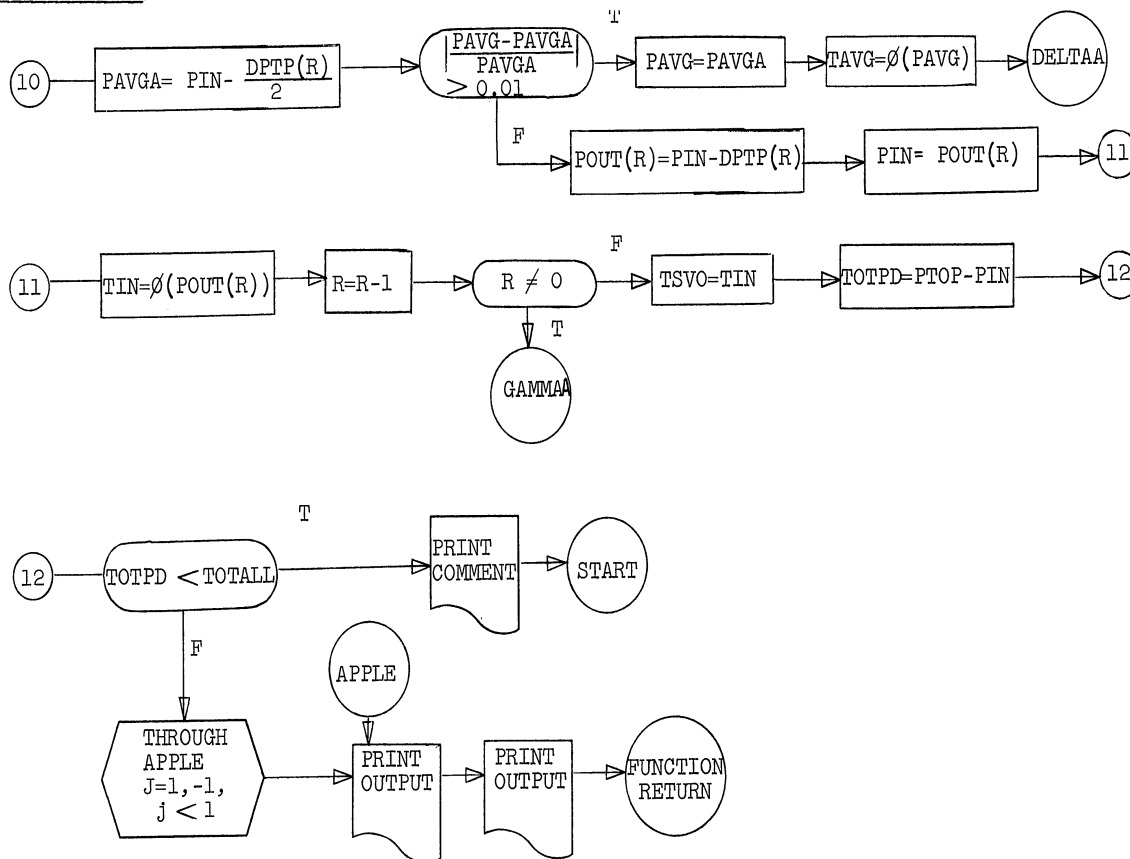 T
10
PAVGA= PIN- DPTP(R)
2
|PAVG-PAVGA|
PAVGA
> 0.01
PAVG=PAVGA
TAVG=Ø(PAVG)
DELTAA
F
POUT(R)=PIN-DPTP(R)
PIN= POUT(R)
11
11
TIN=Ø(POUT(R))
R=R-1
R ≠ 0
F
TSVO=TIN
TOTPD=PTOP-PIN
12
T
GAMMAA
12
TOTPD < TOTALL
T
PRINT
COMMENT
START
F
THROUGH
APPLE
J=1,-1,
j < 1
APPLE
PRINT
OUTPUT
PRINT
OUTPUT
FUNCTION
RETURN